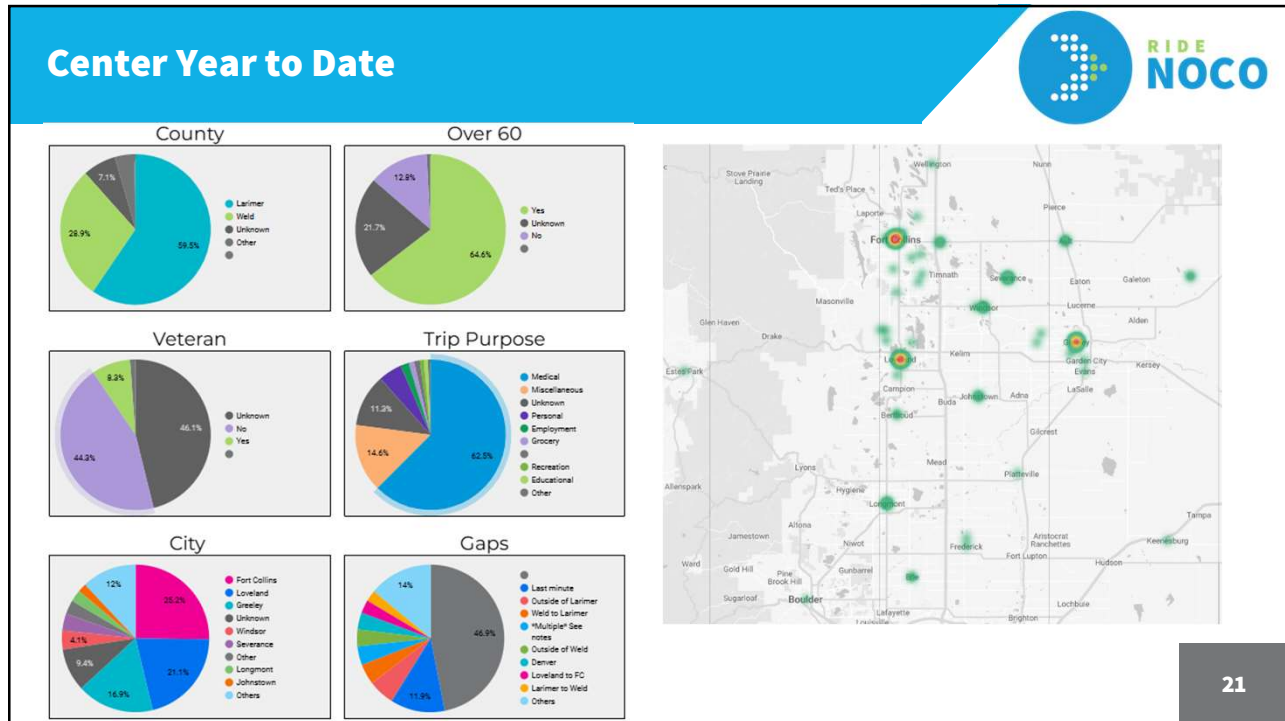 Center Year to Date
RIDE
NOCO
County
7.1%
28.9%
59.5%
Larimer
Weld
Unknown
Other
Over 60
12.8%
21.7%
64.6%
Yes
Unknown
No
Veteran
8.3%
46.1%
44.3%
Unknown
No
Yes
Trip Purpose
11.3%
14.6%
62.5%
Medical
Miscellaneous
Unknown
Personal
Employment
Grocery
Recreation
Educational
Other
City
12%
25.2%
4.1%
9.4%
16.9%
21.1%
Fort Collins
Loveland
Greeley
Unknown
Windsor
Severance
Other
Longmont
Johnstown
Others
Gaps
14%
46.9%
11.9%
Last minute
Outside of Larimer
Weld to Larimer
*Multiple* See
notes
Outside of Weld
Denver
Loveland to FC
Larimer to Weld
Others
Wellington
Nunn
Stove Prairie
Landing
Ted's Place
Pierce
Laporte
Timnath
Severance
Eaton
Galeton
Masonville
Windsor
Lucerne
Alden
Glen Haven
Drake
Kelim
Garden City
Evans
Kersey
Estes Park
Campion
LaSalle
Buda
Johnstown
Adna
Berthoud
Gilcrest
Mead
Lyons
Platteville
Allenspark
Hygiene
Longmont
Tampa
Altona
Jamestown
Niwot
Frederick
Aristocrat
Ranchettes
Keenesburg
Fort Lupton
Hudson
Ward
Gold Hill
Pine
Brook Hill
Gunbarrel
Sugarloaf
Boulder
Lochbuie
Lafayette
Louisville
Brighton
21